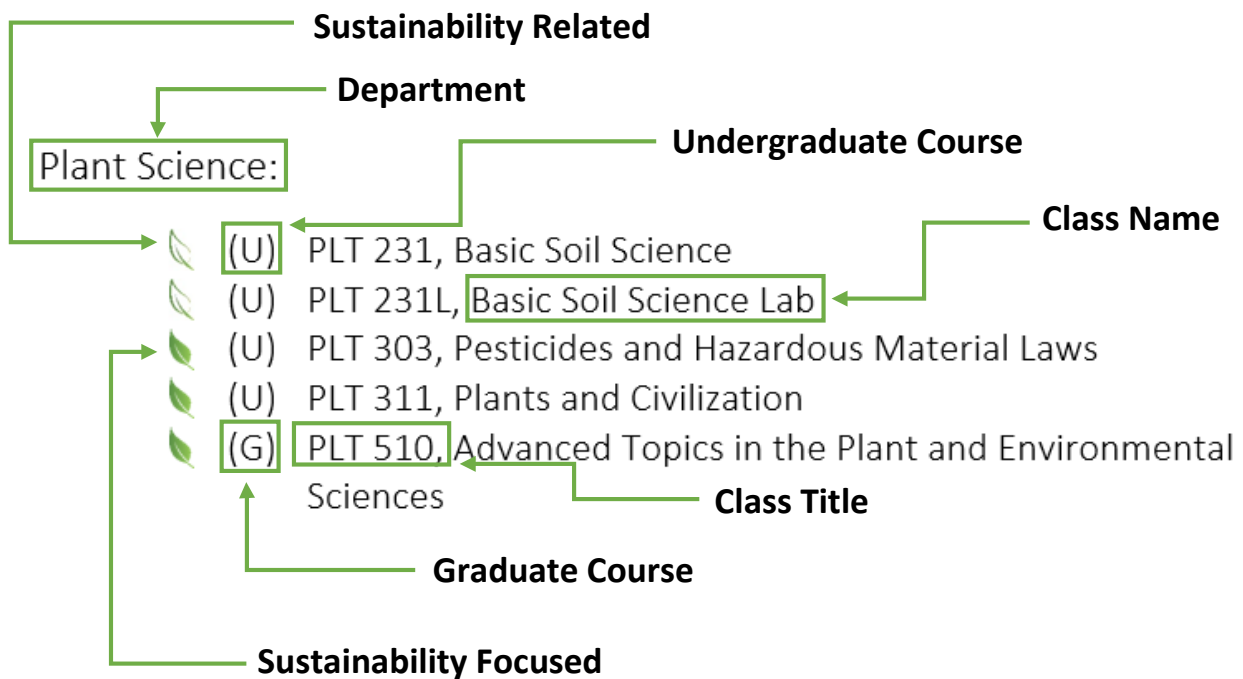 Sustainability Related
Department
Undergraduate Course
Plant Science:
Class Name
(U) PLT 231, Basic Soil Science
(U) PLT 231L, Basic Soil Science Lab
(U) PLT 303, Pesticides and Hazardous Material Laws
(U) PLT 311, Plants and Civilization
(G) PLT 510, Advanced Topics in the Plant and Environmental
Sciences
Class Title
Graduate Course
Sustainability Focused